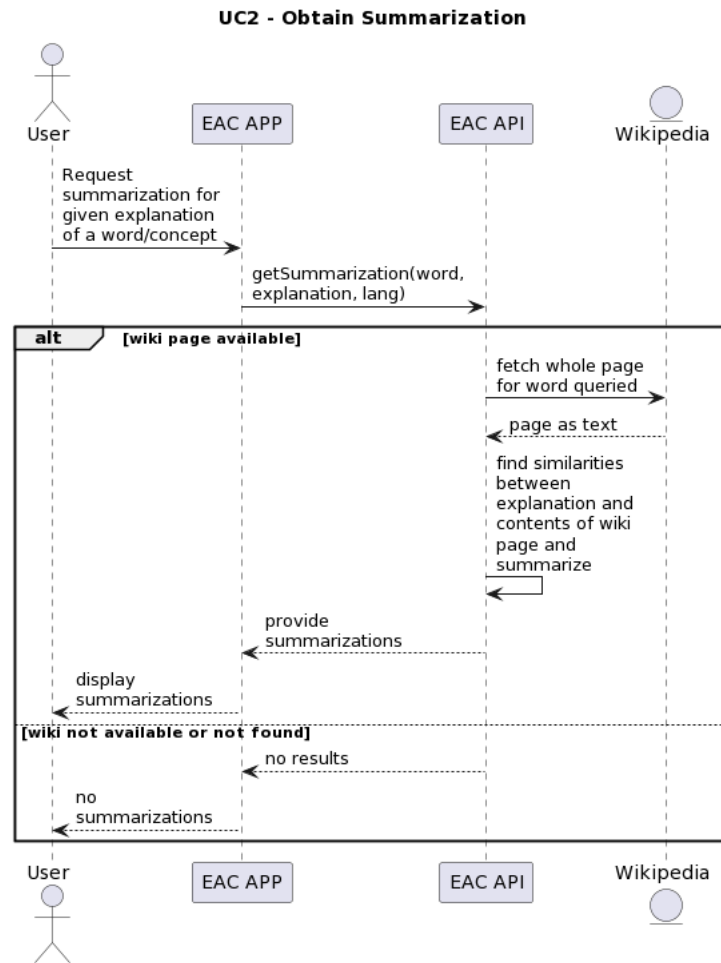 UC2 - Obtain Summarization
User
EAC APP
EAC API
Wikipedia
Request
summarization for
given explanation
of a word/concept
getSummarization(word,
explanation, lang)
alt
[wiki page available]
fetch whole page
for word queried
page as text
find similarities
between
explanation and
contents of wiki
page and
summarize
provide
summarizations
display
summarizations
[wiki not available or not found]
no results
no
summarizations
User
EAC APP
EAC API
Wikipedia